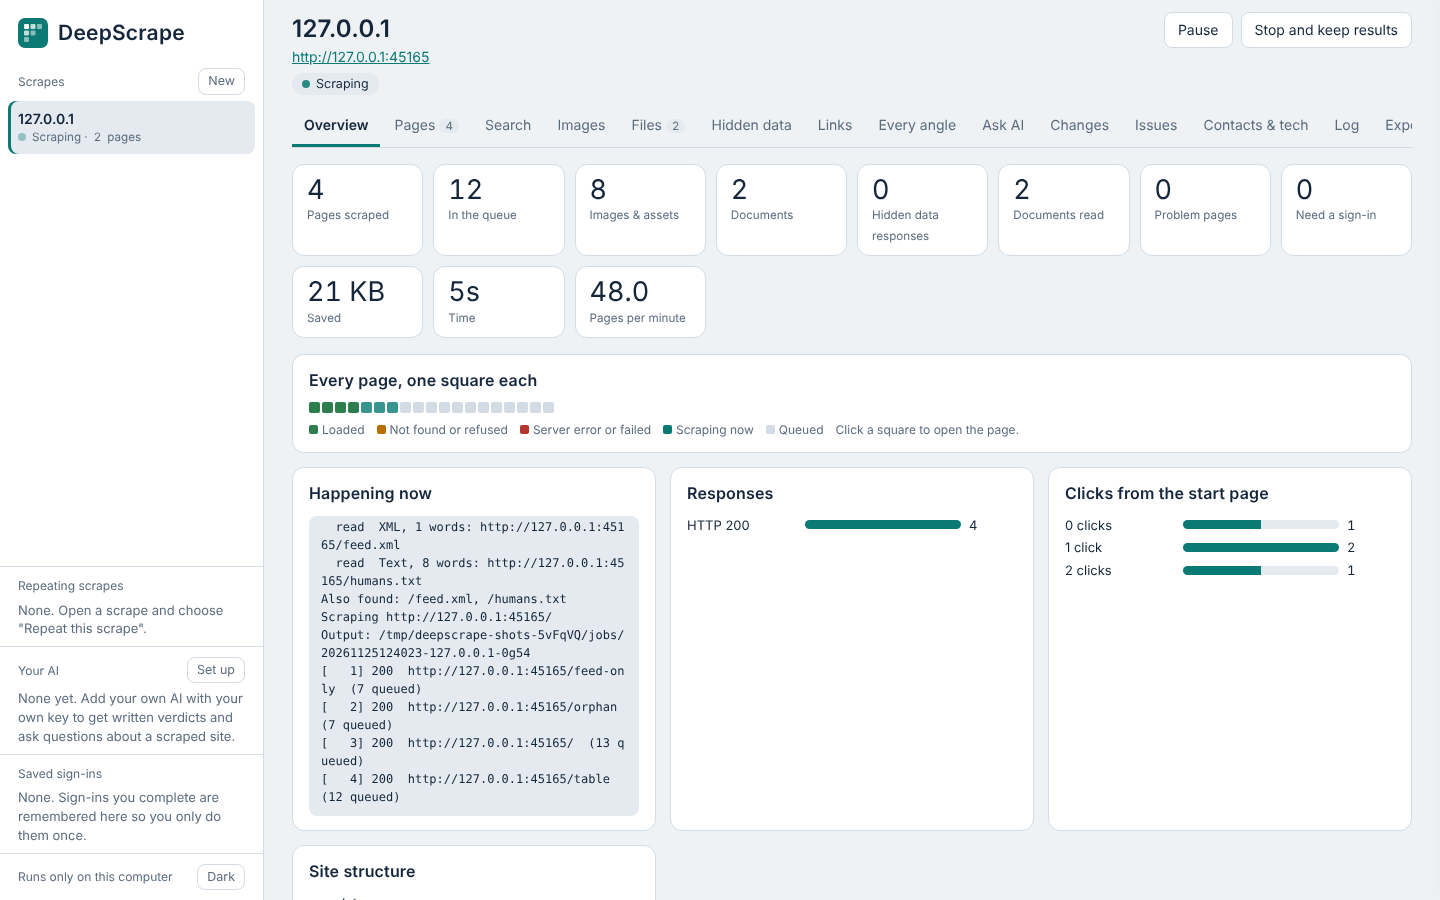 DeepScrape
Scrapes
New
127.0.0.1
Scraping · 2 pages
Repeating scrapes
None. Open a scrape and choose
"Repeat this scrape".
Your AI
Set up
None yet. Add your own AI with your
own key to get written verdicts and
ask questions about a scraped site.
Saved sign-ins
None. Sign-ins you complete are
remembered here so you only do
them once.
Runs only on this computer
Dark
127.0.0.1
http://127.0.0.1:45165
Scraping
Pause
Stop and keep results
Overview Pages 4 Search Images Files 2 Hidden data Links Every angle Ask AI Changes Issues Contacts & tech Log Exp
4
Pages scraped
12
In the queue
8
Images & assets
2
Documents
0
Hidden data
responses
2
Documents read
0
Problem pages
0
Need a sign-in
21 KB
Saved
5s
Time
48.0
Pages per minute
Every page, one square each
Loaded Not found or refused Server error or failed Scraping now Queued Click a square to open the page.
Happening now
read XML, 1 words: http://127.0.0.1:451
65/feed.xml
read Text, 8 words: http://127.0.0.1:45
165/humans.txt
Also found: /feed.xml, /humans.txt
Scraping http://127.0.0.1:45165/
Output: /tmp/deepscrape-shots-5vFqVQ/jobs/
20261125124023-127.0.0.1-0g54
[ 1] 200 http://127.0.0.1:45165/feed-on
ly (7 queued)
[ 2] 200 http://127.0.0.1:45165/orphan
(7 queued)
[ 3] 200 http://127.0.0.1:45165/ (13 q
ueued)
[ 4] 200 http://127.0.0.1:45165/table
(12 queued)
Responses
HTTP 200 4
Clicks from the start page
0 clicks 1
1 click 2
2 clicks 1
Site structure